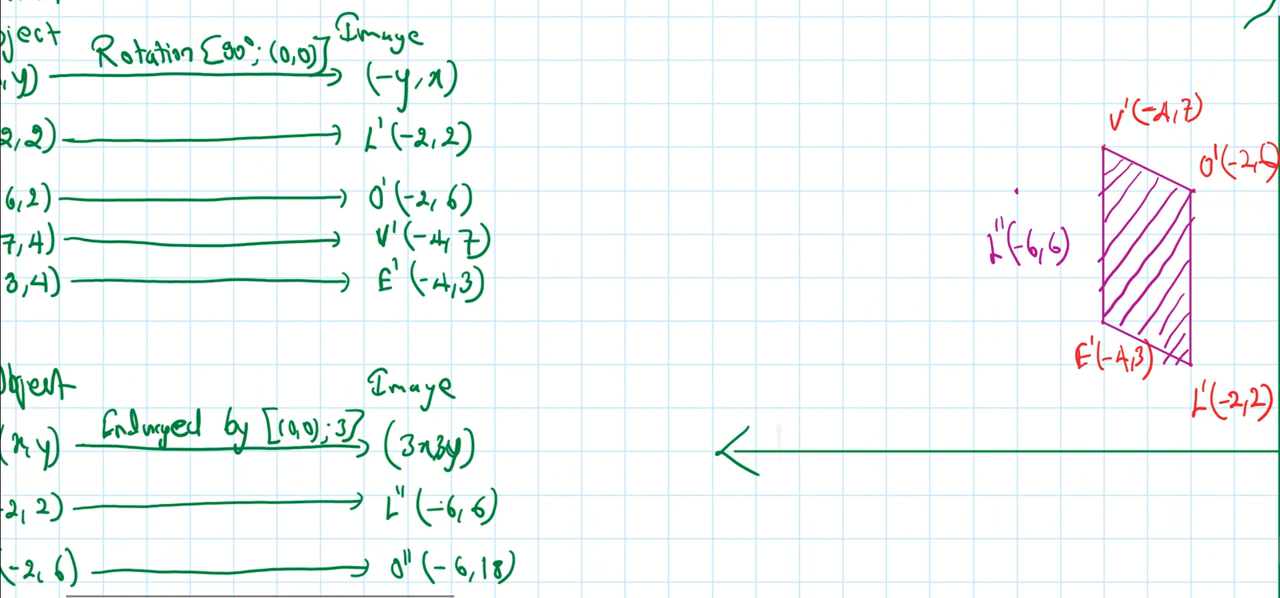 ject Rotation [90°; (0,0)] Image
, y) (-y, x)
2, 2) L'(-2, 2)
6, 2) O'(-2, 6)
7, 4) V'(-4, 7)
3, 4) E'(-4, 3)
Object Image
(x, y) Enlarged by [(0,0); 3] (3x, 3y)
-2, 2) L''(-6, 6)
(-2, 6) O''(-6, 18)
V'(-4, 7)
O'(-2, 6)
L''(-6, 6)
E'(-4, 3)
L'(-2, 2)